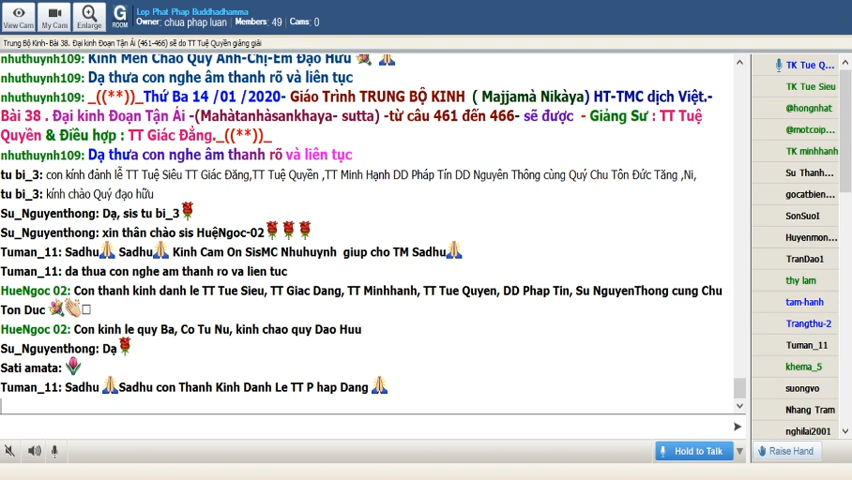 View Cam
My Cam
Enlarge
G
ROOM
Lop Phat Phap Buddhadhamma
Owner: chua phap luan / Members: 49 / Cams: 0
Trung Bộ Kinh- Bài 38. Đại kinh Đoạn Tận Ái (461-466) sẽ do TT Tuệ Quyền giảng giải
nhuthuynh109: Kính Mến Chào Quý Anh-Chị-Em Đạo Hữu
nhuthuynh109: Dạ thưa con nghe âm thanh rõ và liên tục
nhuthuynh109: _((**))_Thứ Ba 14 /01 /2020- Giáo Trình TRUNG BỘ KINH ( Majjamà Nikàya) HT-TMC dịch Việt.-
Bài 38 . Đại kinh Đoạn Tận Ái -(Mahàtanhàsankhaya- sutta) -từ câu 461 đến 466- sẽ được - Giảng Sư : TT Tuệ
Quyền & Điều hợp : TT Giác Đẳng._((**))_
nhuthuynh109: Dạ thưa con nghe âm thanh rõ và liên tục
tu bi_3: con kính đảnh lễ TT Tuệ Siêu TT Giác Đăng,TT Tuệ Quyền ,TT Minh Hạnh DD Pháp Tín DD Nguyên Thông cùng Quý Chu Tôn Đức Tăng ,Ni,
tu bi_3: kính chào Quý đạo hữu
Su_Nguyenthong: Dạ, sis tu bi_3
Su_Nguyenthong: xin thân chào sis HuệNgoc-02
Tuman_11: Sadhu Sadhu Kinh Cam On SisMC Nhuhuynh giup cho TM Sadhu
Tuman_11: da thua con nghe am thanh ro va lien tuc
HueNgoc 02: Con thanh kinh danh le TT Tue Sieu, TT Giac Dang, TT Minhhanh, TT Tue Quyen, DD Phap Tin, Su NguyenThong cung Chu
Ton Duc
HueNgoc 02: Con kinh le quy Ba, Co Tu Nu, kinh chao quy Dao Huu
Su_Nguyenthong: Dạ
Sati amata:
Tuman_11: Sadhu Sadhu con Thanh Kinh Danh Le TT P hap Dang
TK Tue Q...
TK Tue Sieu
@hongnhat
@motcoip...
TK minhhanh
Su Thanh...
gocatbien...
SonSuoI
Huyenmon...
TranDao1
thy lam
tam-hanh
Trangthu-2
Tuman_11
khema_5
suongvo
Nhang Tram
nghilai2001
Hold to Talk
Raise Hand